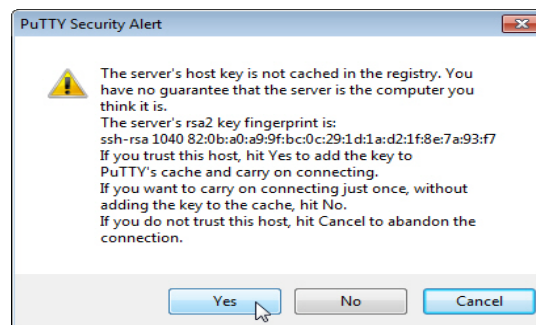 PuTTY Security Alert
The server's host key is not cached in the registry. You
have no guarantee that the server is the computer you
think it is.
The server's rsa2 key fingerprint is:
ssh-rsa 1040 82:0b:a0:a9:9f:bc:0c:29:1d:1a:d2:1f:8e:7a:93:f7
If you trust this host, hit Yes to add the key to
PuTTY's cache and carry on connecting.
If you want to carry on connecting just once, without
adding the key to the cache, hit No.
If you do not trust this host, hit Cancel to abandon the
connection.
Yes No Cancel